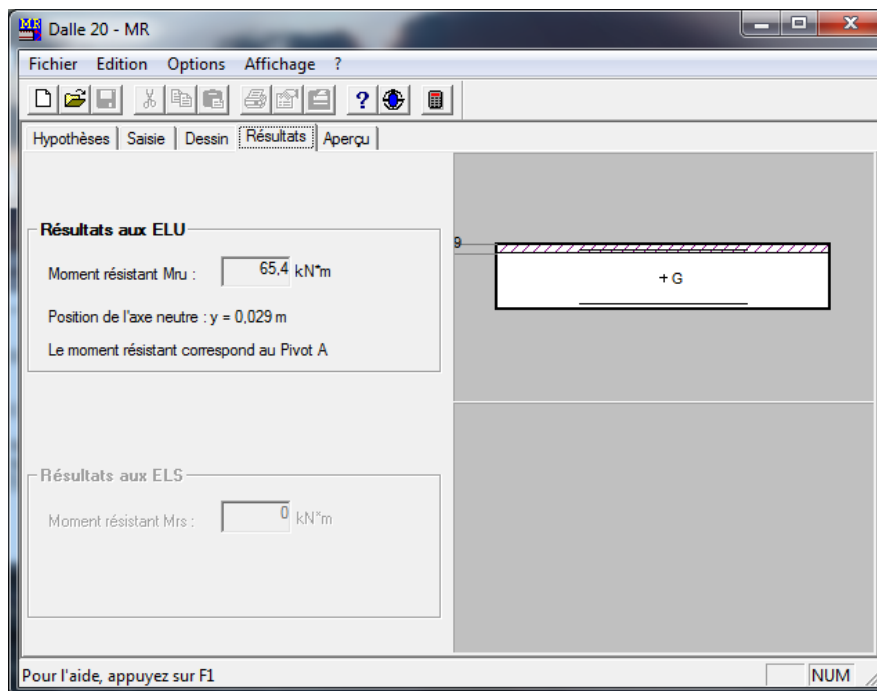 MR
Dalle 20 - MR
Fichier Edition Options Affichage ?
?
Hypothèses Saisie Dessin Résultats Aperçu
Résultats aux ELU
Moment résistant Mru : 65,4 kN*m
Position de l'axe neutre : y = 0,029 m
Le moment résistant correspond au Pivot A
9
+ G
Résultats aux ELS
Moment résistant Mrs : 0 kN*m
Pour l'aide, appuyez sur F1
NUM